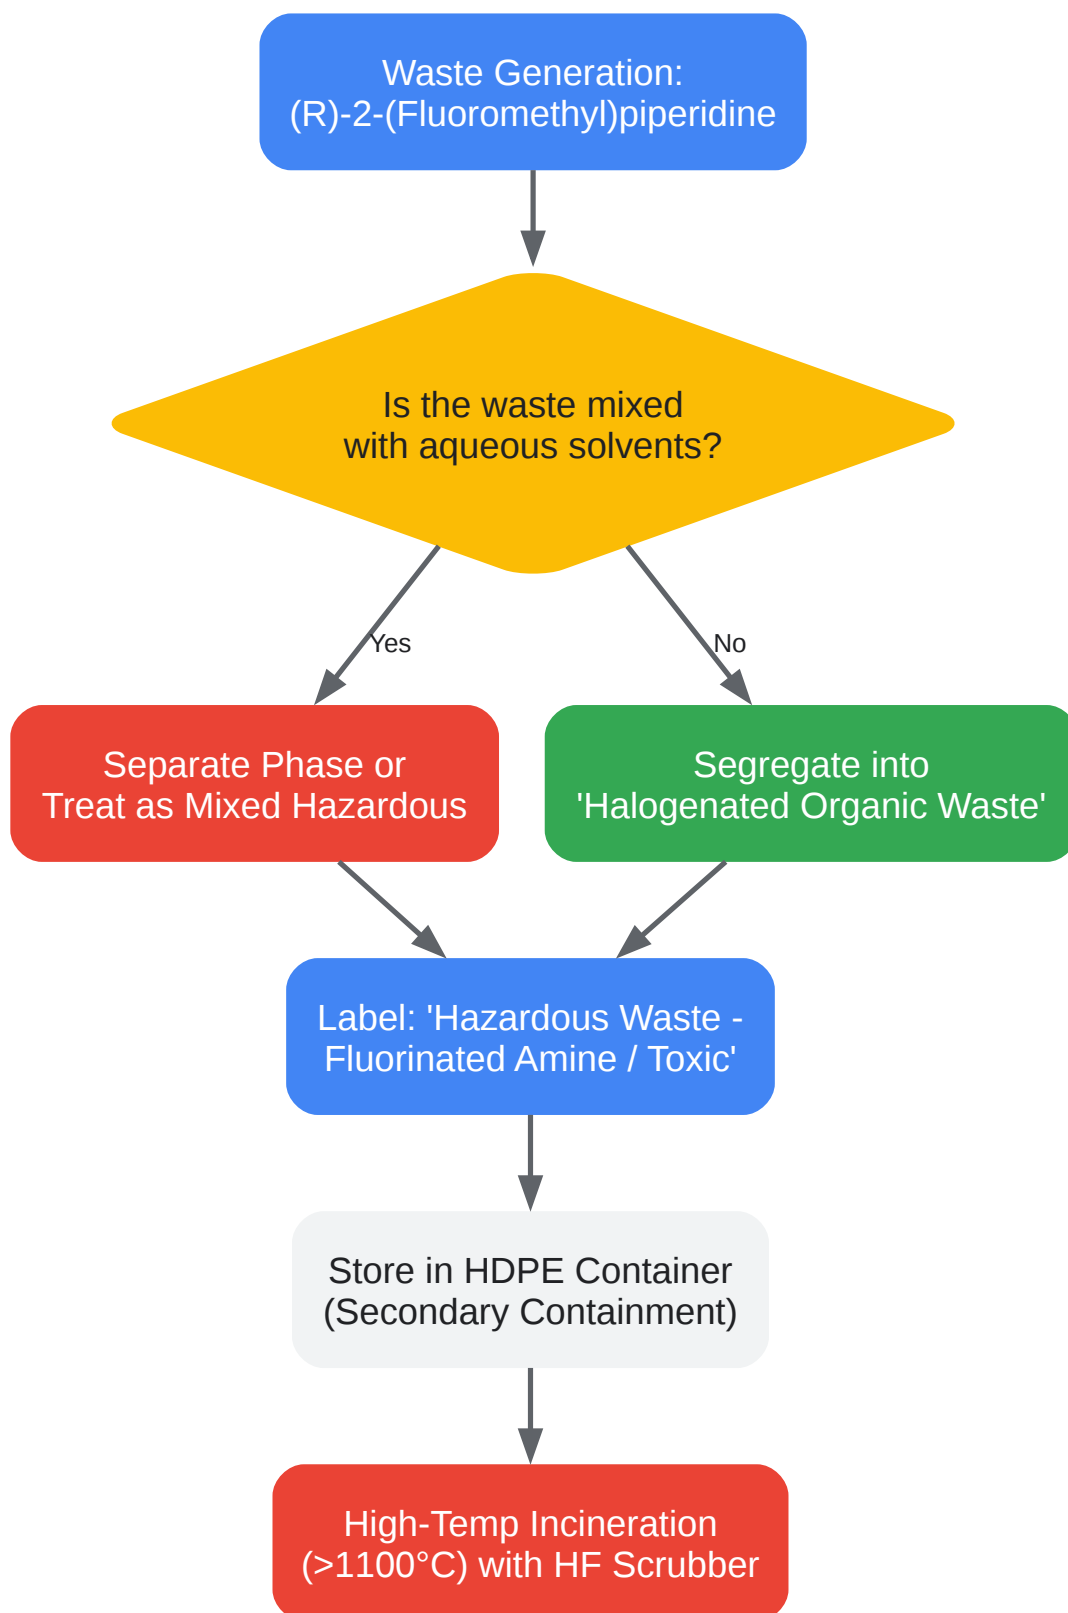 Waste Generation:
(R)-2-(Fluoromethyl)piperidine
Is the waste mixed
with aqueous solvents?
Yes
No
Separate Phase or
Treat as Mixed Hazardous
Segregate into
'Halogenated Organic Waste'
Label: 'Hazardous Waste -
Fluorinated Amine / Toxic'
Store in HDPE Container
(Secondary Containment)
High-Temp Incineration
(>1100°C) with HF Scrubber